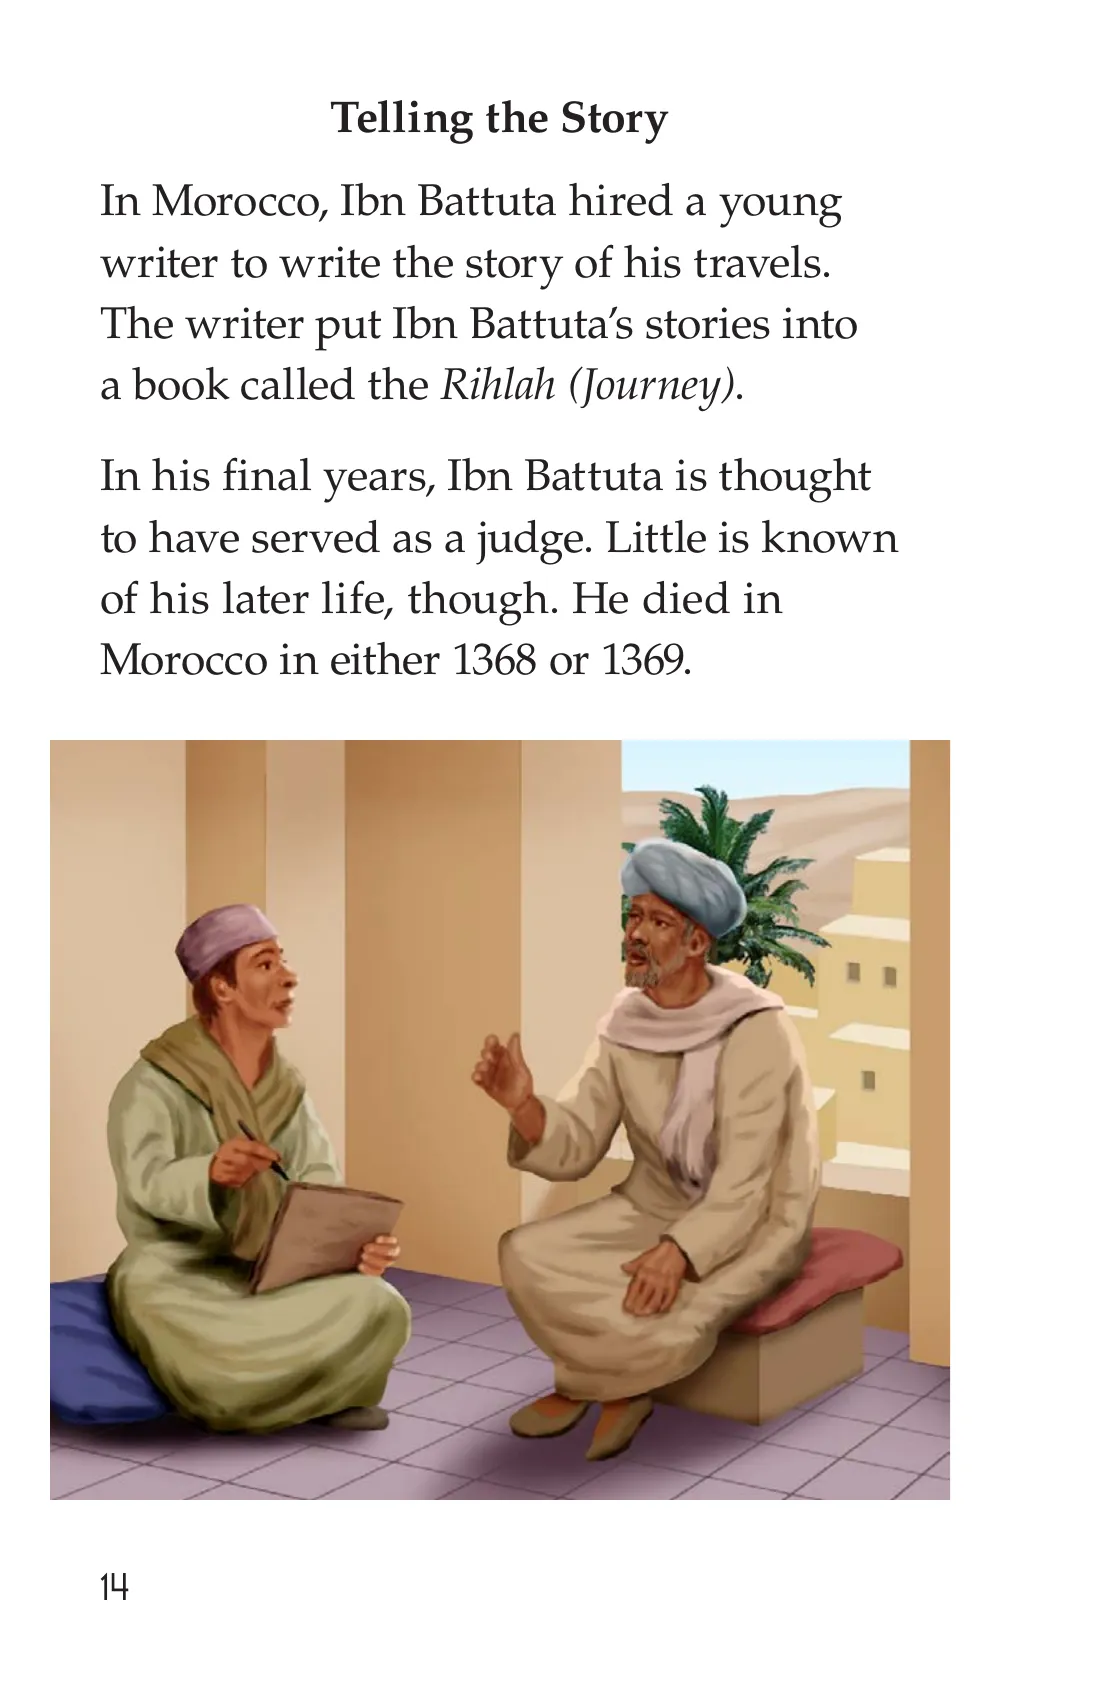 Telling the Story
In Morocco, Ibn Battuta hired a young
writer to write the story of his travels.
The writer put Ibn Battuta’s stories into
a book called the Rihlah (Journey).
In his final years, Ibn Battuta is thought
to have served as a judge. Little is known
of his later life, though. He died in
Morocco in either 1368 or 1369.
14